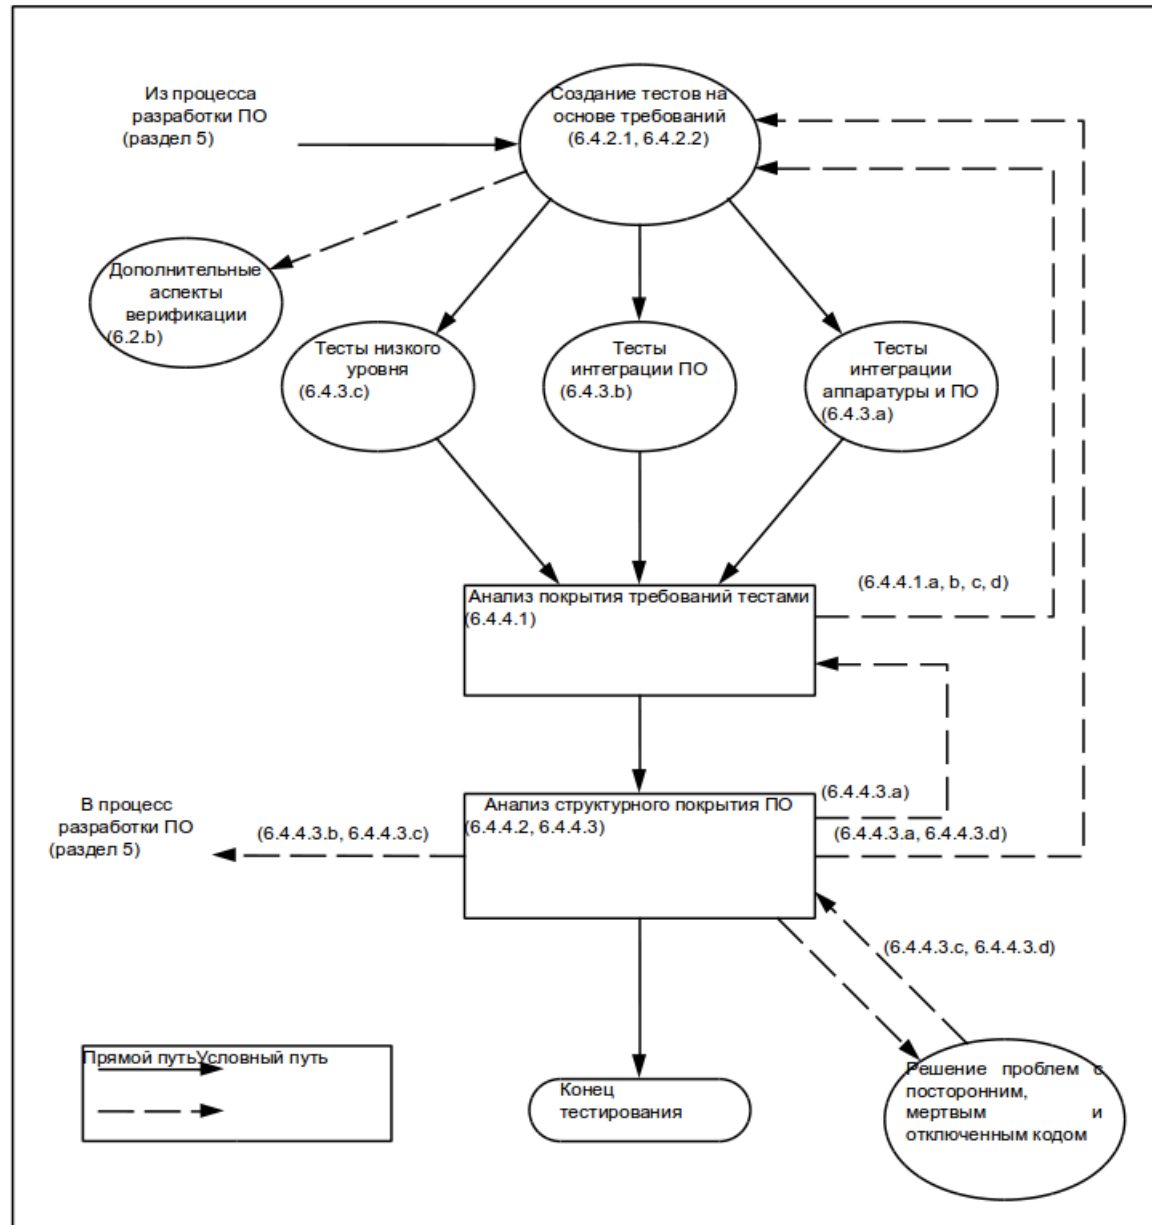 Из процесса
разработки ПО
(раздел 5)
Создание тестов на
основе требований
(6.4.2.1, 6.4.2.2)
Дополнительные
аспекты
верификации
(6.2.b)
Тесты низкого
уровня
(6.4.3.c)
Тесты
интеграции ПО
(6.4.3.b)
Тесты
интеграции
аппаратуры и ПО
(6.4.3.a)
(6.4.4.1.a, b, c, d)
Анализ покрытия требований тестами
(6.4.4.1)
В процесс
разработки ПО
(раздел 5)
(6.4.4.3.b, 6.4.4.3.c)
Анализ структурного покрытия ПО
(6.4.4.2, 6.4.4.3)
(6.4.4.3.a)
(6.4.4.3.a, 6.4.4.3.d)
(6.4.4.3.c, 6.4.4.3.d)
Прямой путьУсловный путь
Конец
тестирования
Решение проблем с
посторонним,
мертвым и
отключенным кодом